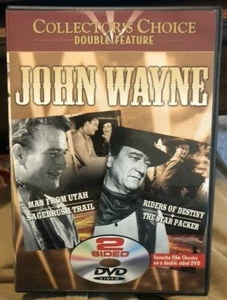 COLLECTOR'S CHOICE
DOUBLE FEATURE
JOHN WAYNE
MAN FROM UTAH
SAGEBRUSH TRAIL
RIDERS OF DESTINY
THE STAR PACKER
2
SIDED
DVD
VIDEO
Favorite Film Classics
on a double sided DVD